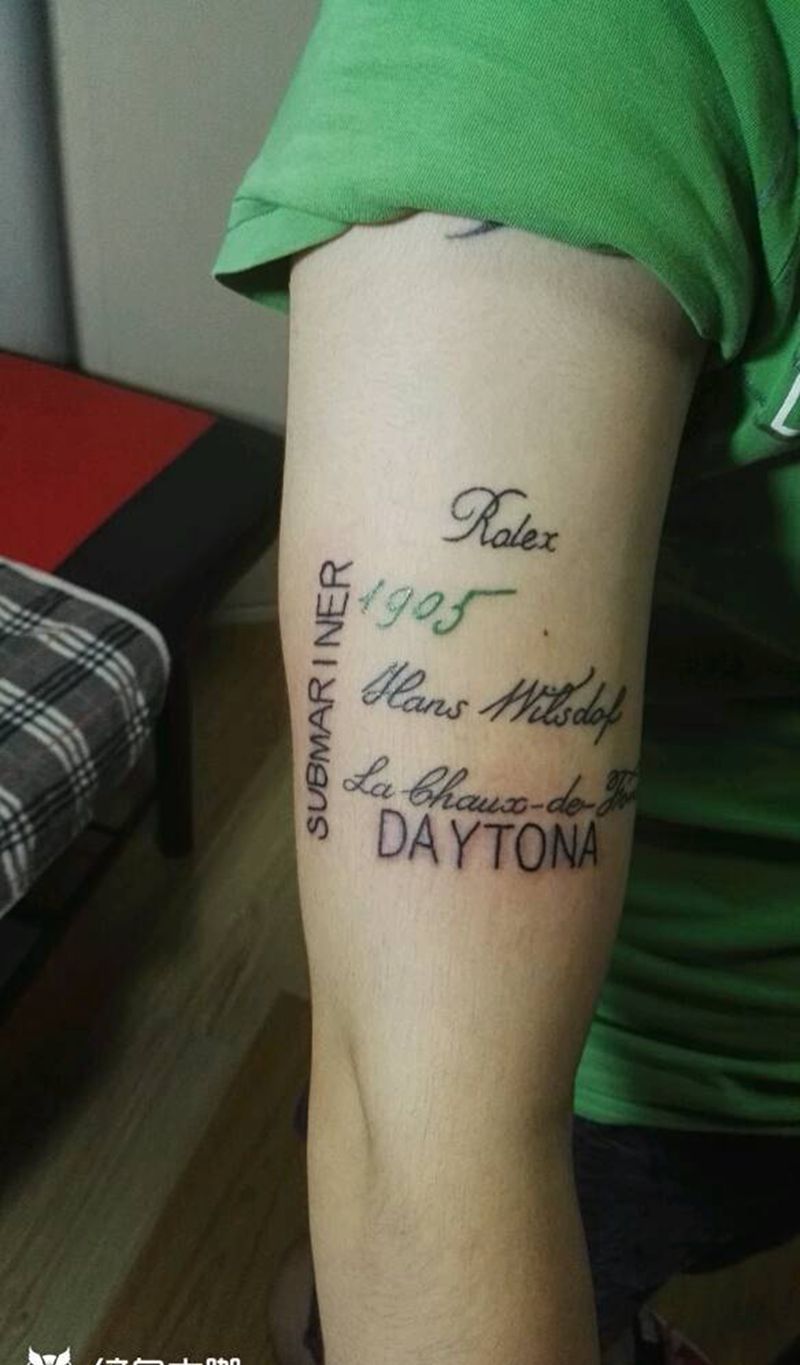 Rolex
1905
SUBMARINER
Hans Wilsdof
La-Chaux-de-
DAYTONA